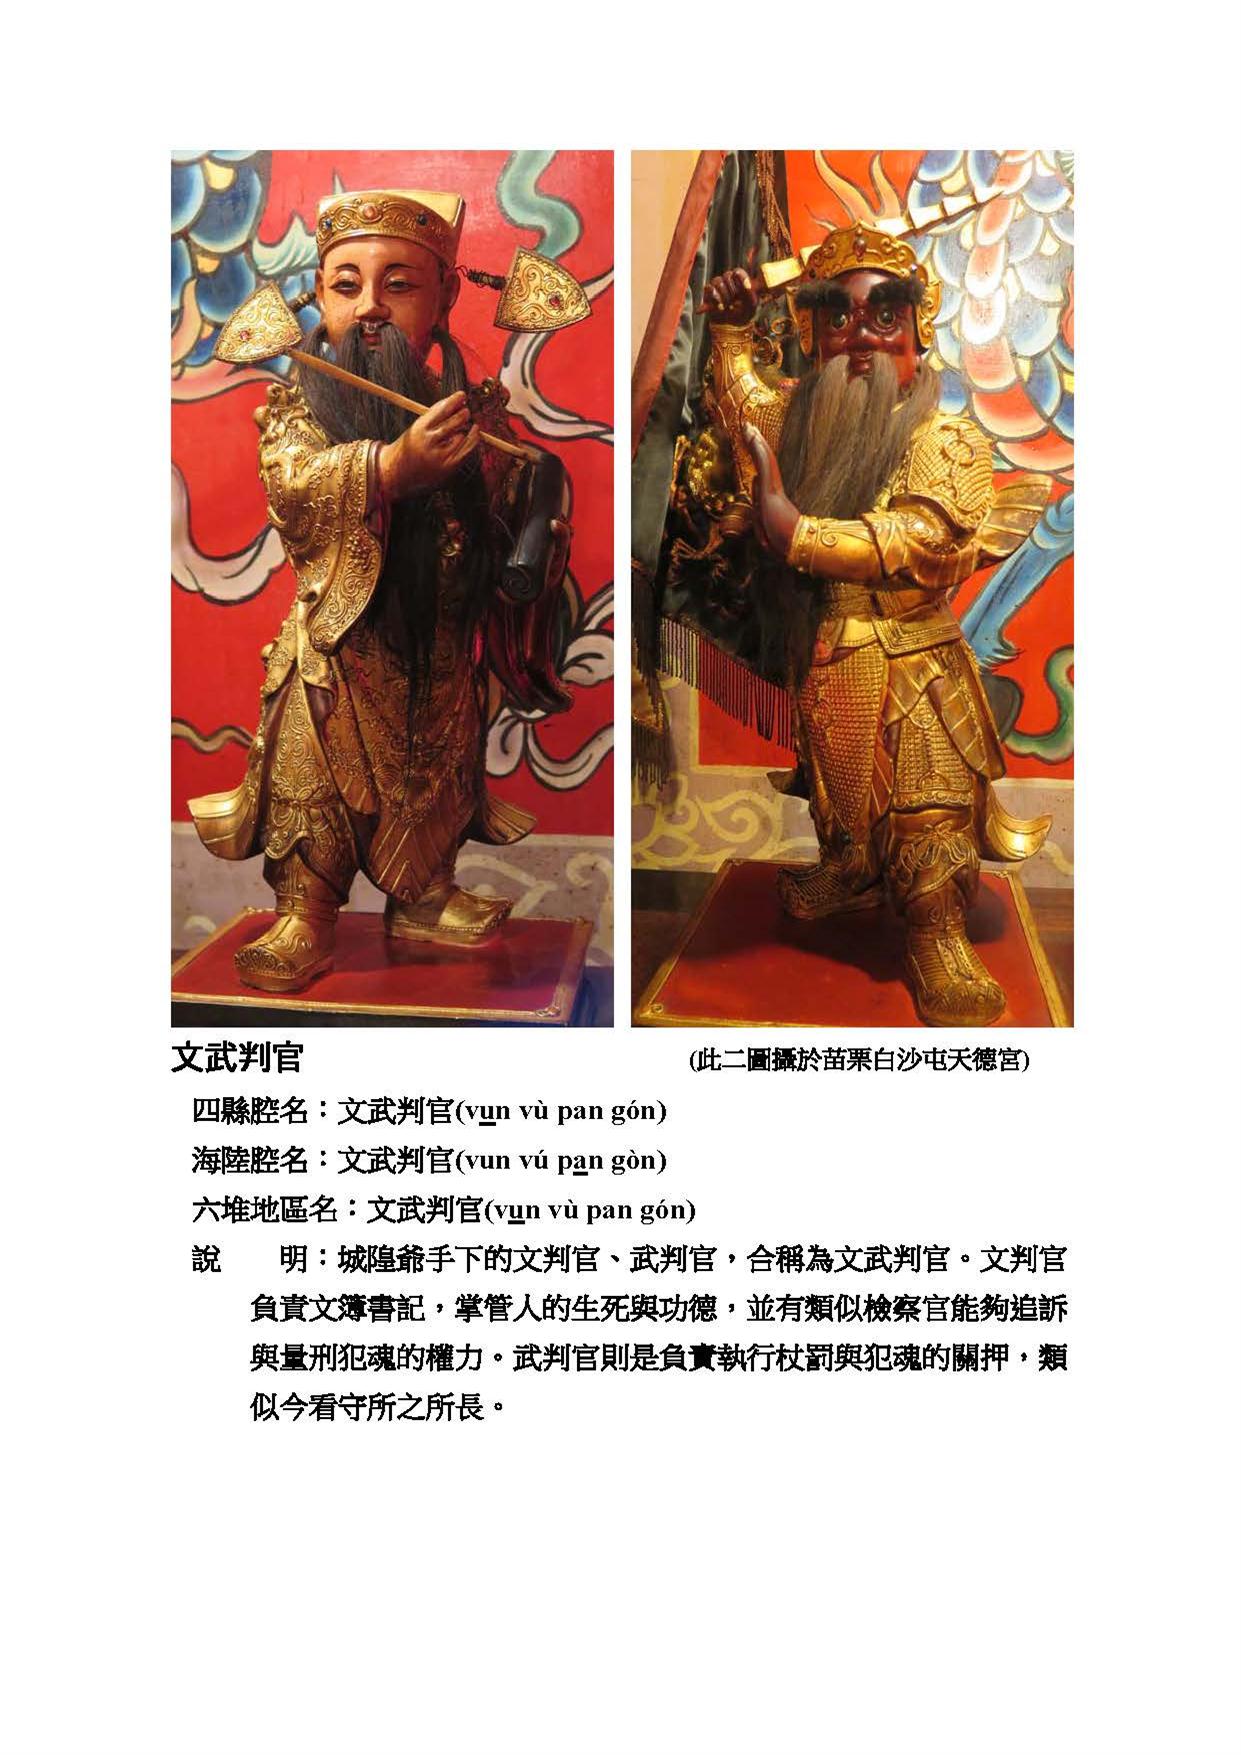 文武判官 (此二圖攝於苗栗白沙屯天德宮)
四縣腔名：文武判官(vun vù pan gón)
海陸腔名：文武判官(vun vú pan gòn)
六堆地區名：文武判官(vun vù pan gón)
說　　明：城隍爺手下的文判官、武判官，合稱為文武判官。文判官
負責文簿書記，掌管人的生死與功德，並有類似檢察官能夠追訴
與量刑犯魂的權力。武判官則是負責執行杖罰與犯魂的關押，類
似今看守所之所長。